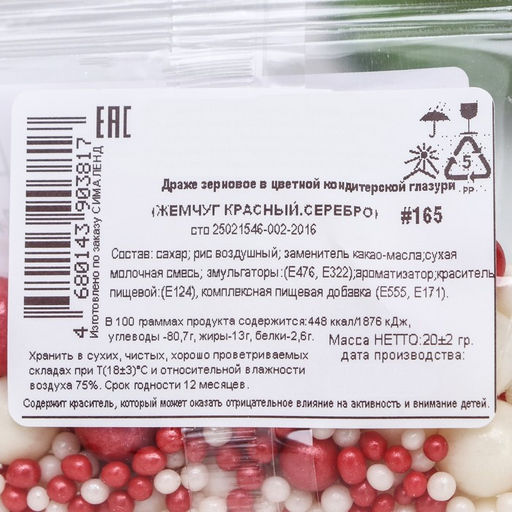 EAC
4 680143 903817
Изготовлено по заказу СИМАЛЕНД
5
PP
Драже зерновое в цветной кондитерской глазури
(ЖЕМЧУГ КРАСНЫЙ.СЕРЕБРО)
#165
сто 25021546-002-2016
Состав: сахар; рис воздушный; заменитель какао-масла;сухая
молочная смесь; эмульгаторы:(Е476, Е322);ароматизатор;краситель
пищевой:(Е124), комплексная пищевая добавка (Е555, Е171).
В 100 граммах продукта содержится:448 ккал/1876 кДж,
углеводы -80,7г, жиры-13г, белки-2,6г.
Масса НЕТТО:20±2 гр.
дата производства:
Хранить в сухих, чистых, хорошо проветриваемых
складах при Т(18±3)°С и относительной влажности
воздуха 75%. Срок годности 12 месяцев.
Содержит краситель, который может оказать отрицательное влияние на активность и внимание детей.